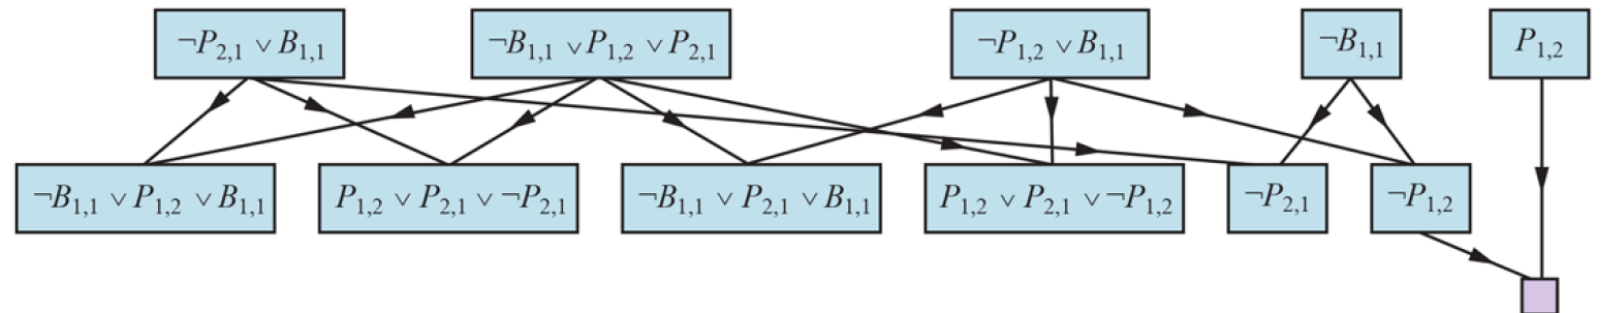 ¬P2,1 ∨ B1,1
¬B1,1 ∨ P1,2 ∨ P2,1
¬P1,2 ∨ B1,1
¬B1,1
P1,2
¬B1,1 ∨ P1,2 ∨ B1,1
P1,2 ∨ P2,1 ∨ ¬P2,1
¬B1,1 ∨ P2,1 ∨ B1,1
P1,2 ∨ P2,1 ∨ ¬P1,2
¬P2,1
¬P1,2